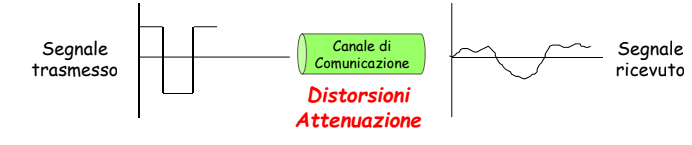 Segnale
trasmesso
Canale di
Comunicazione
Distorsioni
Attenuazione
Segnale
ricevuto